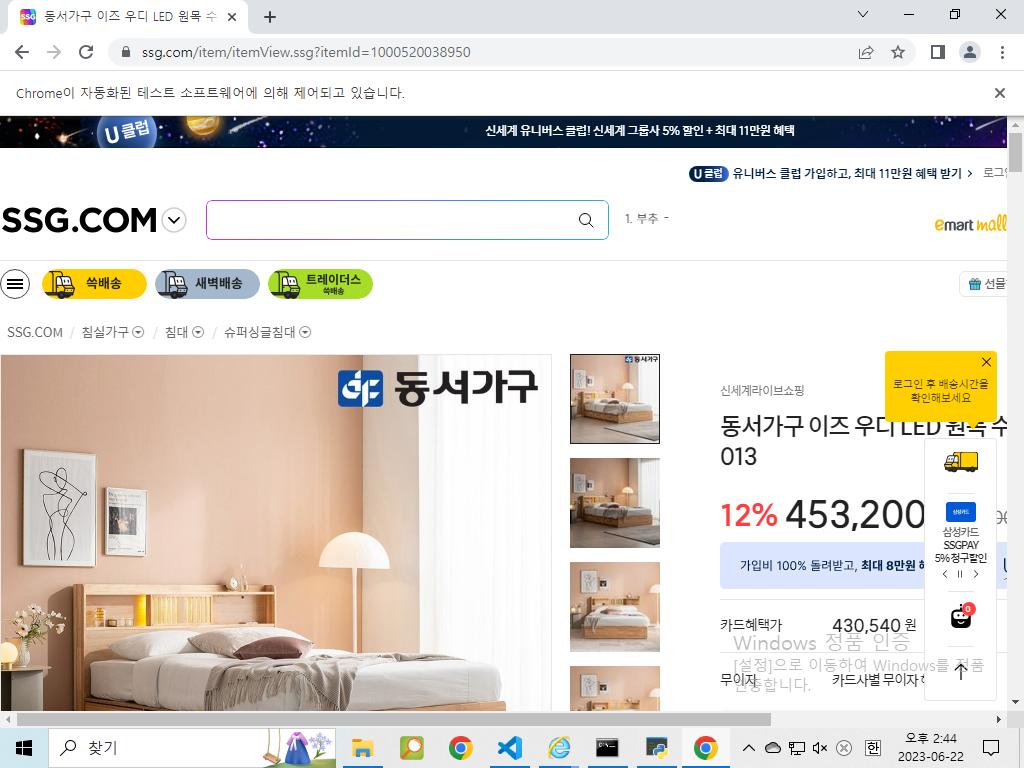 동서가구 이즈 우디 LED 원목 수
ssg.com/item/itemView.ssg?itemId=1000520038950
Chrome이 자동화된 테스트 소프트웨어에 의해 제어되고 있습니다.
U 클럽
신세계 유니버스 클럽! 신세계 그룹사 5% 할인 + 최대 11만원 혜택
U 클럽 유니버스 클럽 가입하고, 최대 11만원 혜택 받기 >
SSG.COM
1. 부추 -
emart mall
쓱배송
새벽배송
트레이더스
쓱배송
선물
SSG.COM / 침실가구 / 침대 / 슈퍼싱글침대
동서가구
동서가구
신세계라이브쇼핑
로그인 후 배송시간을
확인해보세요
동서가구 이즈 우디 LED 원목 수
013
12% 453,200
삼성카드
삼성카드
SSGPAY
5% 청구할인
가입비 100% 돌려받고, 최대 8만원
카드혜택가 430,540 원
0
Windows 정품 인증
[설정]으로 이동하여 Windows를 정품
인증합니다.
무이자 카드사별 무이자
찾기
한
오후 2:44
2023-06-22